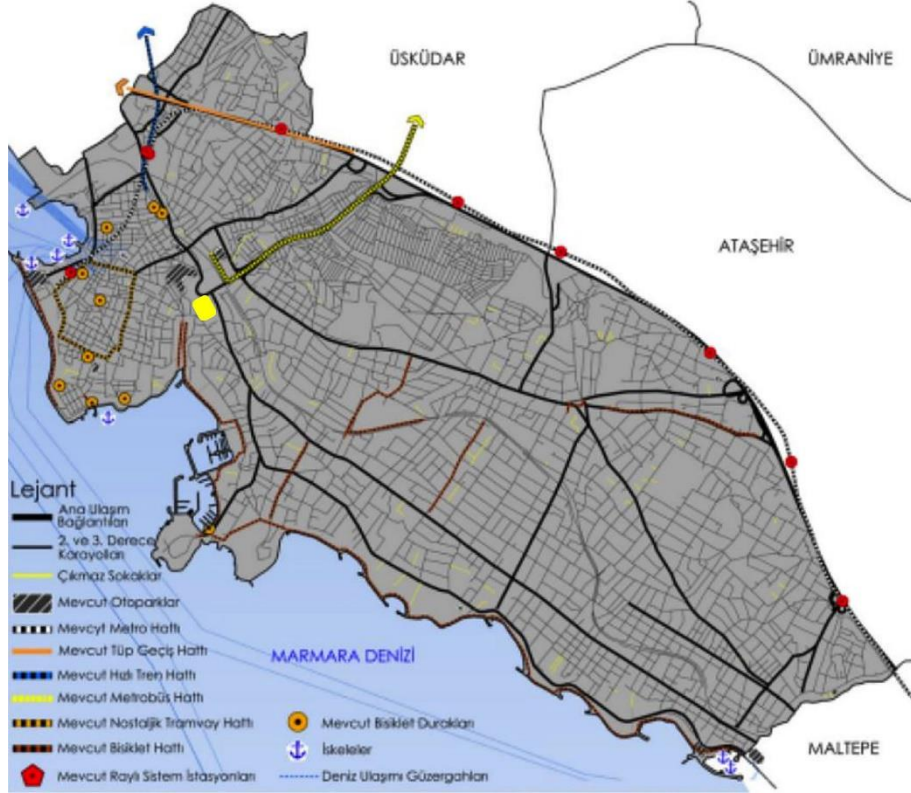 ÜSKÜDAR
ÜMRANİYE
ATAŞEHİR
MARMARA DENİZİ
MALTEPE
Lejant
Ana Ulaşım
Bağlantıları
2. ve 3. Derece
Karayolları
Çıkmaz Sokaklar
Mevcut Otoparklar
Mevcyt Metro Hattı
Mevcut Tüp Geçiş Hattı
Mevcut Hızlı Tren Hattı
Mevcut Metrobüs Hattı
Mevcut Nostaljik Tramvay Hattı
Mevcut Bisiklet Hattı
Mevcut Raylı Sistem İstasyonları
Mevcut Bisiklet Durakları
İskeleler
Deniz Ulaşımı Güzergahları